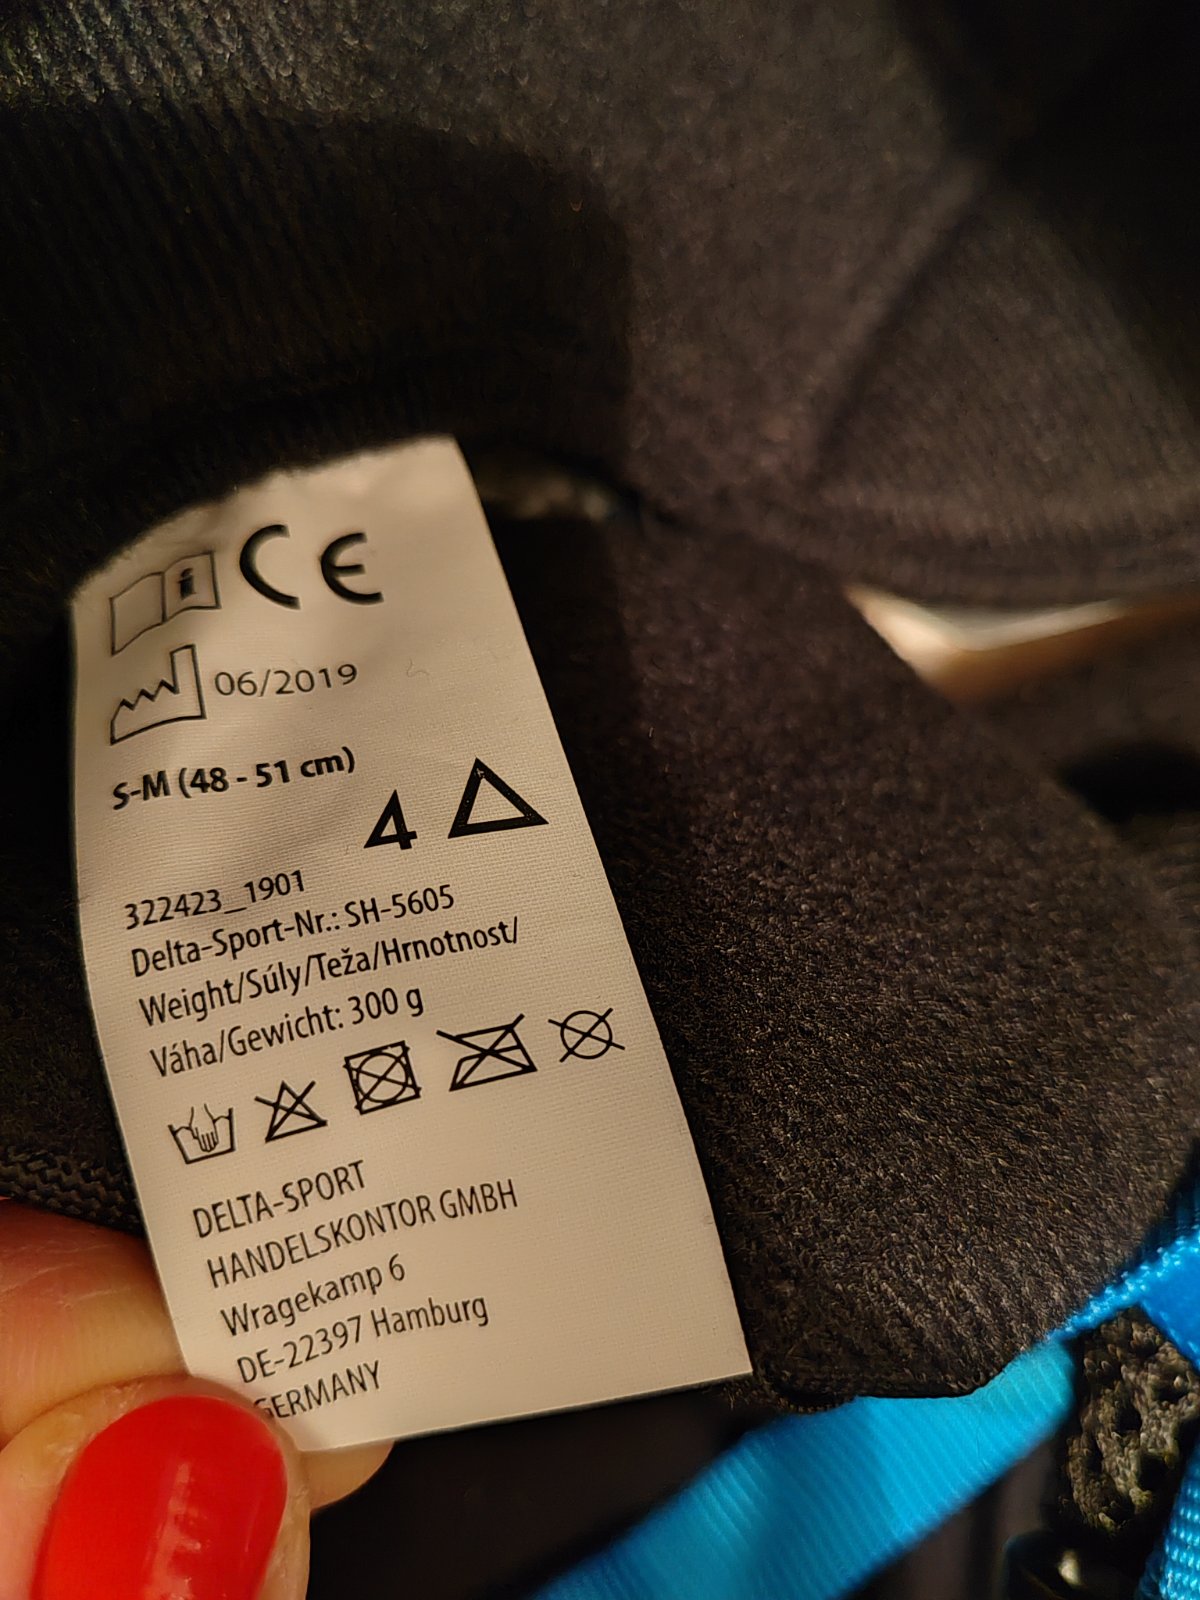 CE
06/2019
S-M (48 - 51 cm)
4
322423_1901
Delta-Sport-Nr.: SH-5605
Weight/Súly/Teža/Hrnotnost/
Váha/Gewicht: 300 g
DELTA-SPORT
HANDELSKONTOR GMBH
Wragekamp 6
DE-22397 Hamburg
GERMANY